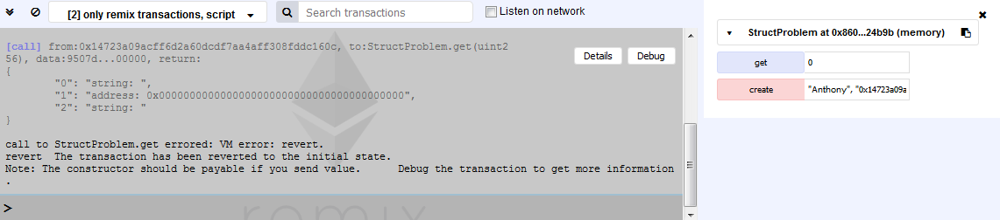 [2] only remix transactions, script
Search transactions
Listen on network
[call] from:0x14723a09acff6d2a60dcdf7aa4aff308fddc160c, to:StructProblem.get(uint2
56), data:9507d...00000, return:
Details
Debug
{
"0": "string: ",
"1": "address: 0x0000000000000000000000000000000000000000",
"2": "string: "
}
call to StructProblem.get errored: VM error: revert.
revert The transaction has been reverted to the initial state.
Note: The constructor should be payable if you send value. Debug the transaction to get more information
.
>
remix
StructProblem at 0x860...24b9b (memory)
get
0
create
"Anthony", "0x14723a09a